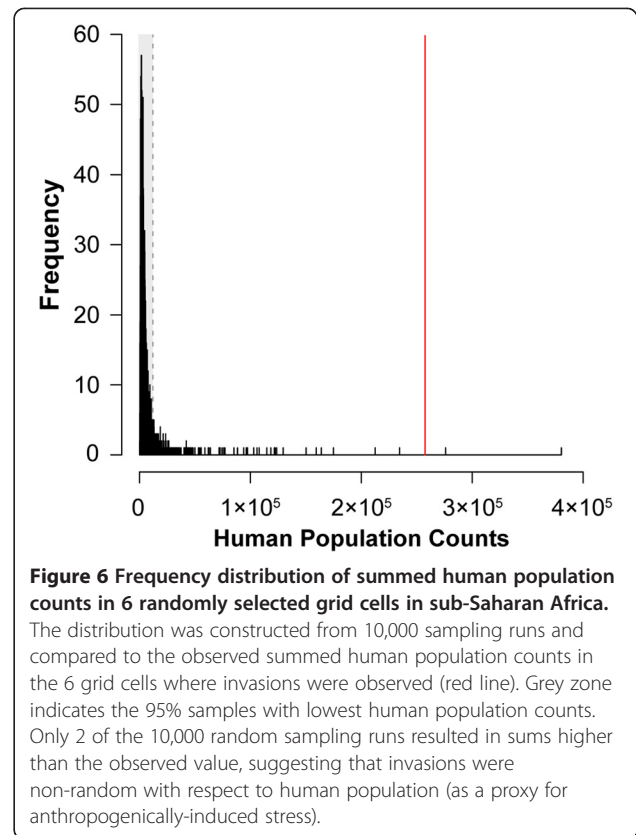 60
50
40
30
20
10
0
Frequency
0 1×10⁵ 2×10⁵ 3×10⁵ 4×10⁵
Human Population Counts
Figure 6 Frequency distribution of summed human population
counts in 6 randomly selected grid cells in sub-Saharan Africa.
The distribution was constructed from 10,000 sampling runs and
compared to the observed summed human population counts in
the 6 grid cells where invasions were observed (red line). Grey zone
indicates the 95% samples with lowest human population counts.
Only 2 of the 10,000 random sampling runs resulted in sums higher
than the observed value, suggesting that invasions were
non-random with respect to human population (as a proxy for
anthropogenically-induced stress).